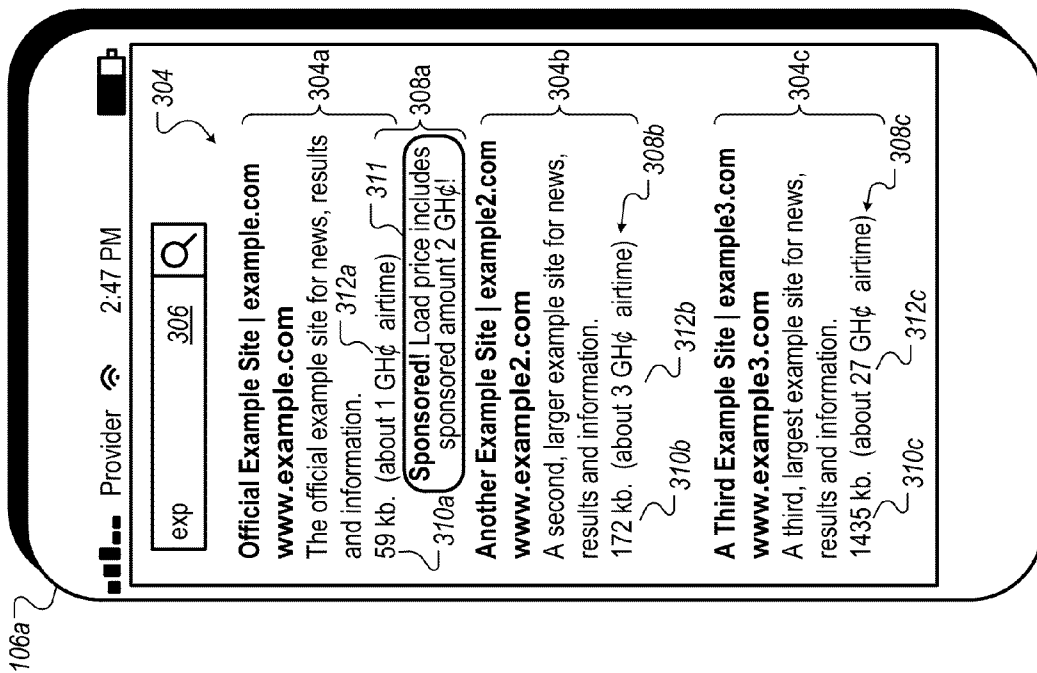 106a
Provider 2:47 PM
exp 306
304
Official Example Site | example.com
www.example.com
The official example site for news, results
and information.
304a
312a
59 kb. (about 1 GH₵ airtime)
311
310a
Sponsored! Load price includes
sponsored amount 2 GH₵!
308a
Another Example Site | example2.com
www.example2.com
A second, larger example site for news,
results and information.
304b
172 kb. (about 3 GH₵ airtime)
308b
310b
312b
A Third Example Site | example3.com
www.example3.com
A third, largest example site for news,
results and information.
304c
1435 kb. (about 27 GH₵ airtime)
308c
310c
312c